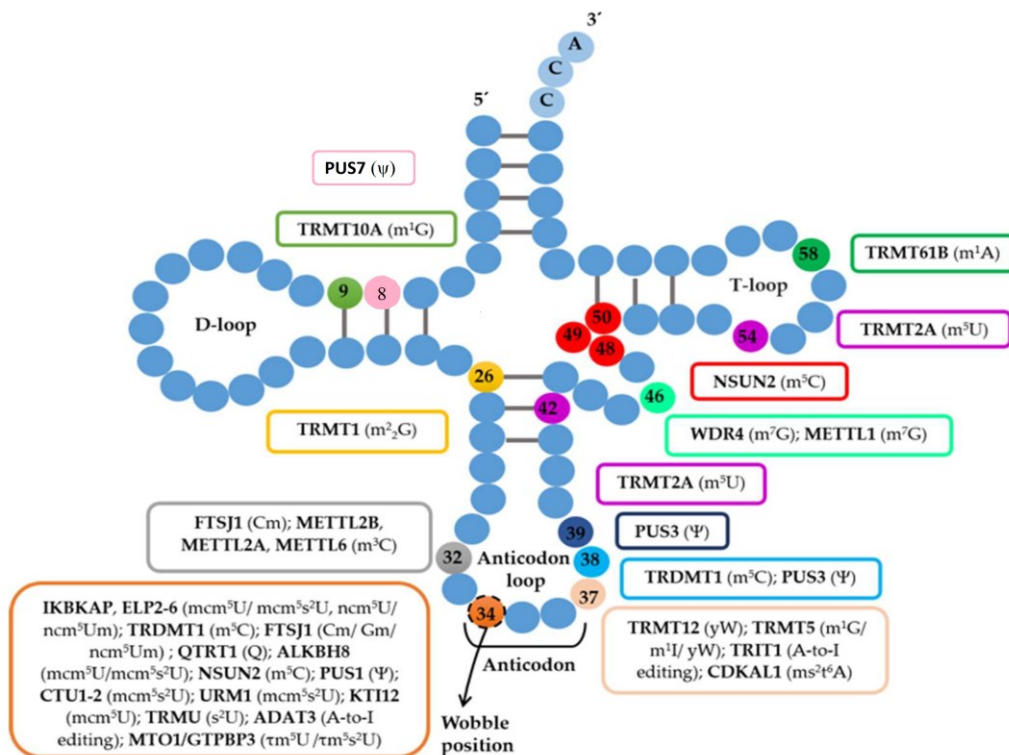 3´
A
C
C
5´
PUS7 (ψ)
TRMT10A (m¹G)
9
8
D-loop
58
T-loop
TRMT61B (m¹A)
50
49
48
54
TRMT2A (m⁵U)
NSUN2 (m⁵C)
26
42
46
TRMT1 (m²₂G)
WDR4 (m⁷G); METTL1 (m⁷G)
TRMT2A (m⁵U)
FTSJ1 (Cm); METTL2B,
METTL2A, METTL6 (m³C)
39
PUS3 (Ψ)
32
Anticodon
loop
38
TRDMT1 (m⁵C); PUS3 (Ψ)
37
34
IKBKAP, ELP2-6 (mcm⁵U/ mcm⁵s²U, ncm⁵U/
ncm⁵Um); TRDMT1 (m⁵C); FTSJ1 (Cm/ Gm/
ncm⁵Um) ; QTRT1 (Q); ALKBH8
(mcm⁵U/mcm⁵s²U); NSUN2 (m⁵C); PUS1 (Ψ);
CTU1-2 (mcm⁵s²U); URM1 (mcm⁵s²U); KTI12
(mcm⁵U); TRMU (s²U); ADAT3 (A-to-I
editing); MTO1/GTPBP3 (τm⁵U/τm⁵s²U)
Anticodon
TRMT12 (yW); TRMT5 (m¹G/
m¹I/ yW); TRIT1 (A-to-I
editing); CDKAL1 (ms²t⁶A)
Wobble
position